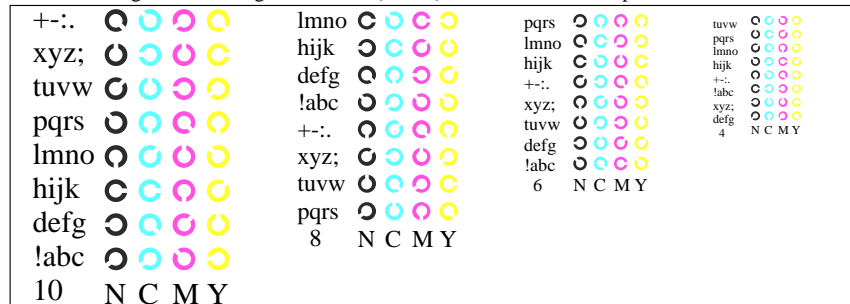 +-:.
xyz;
tuvw
pqrs
lmno
hijk
defg
!abc
10 N C M Y
lmno
hijk
defg
!abc
+-:.
xyz;
tuvw
pqrs
8 N C M Y
pqrs
lmno
hijk
+-:.
xyz;
tuvw
defg
!abc
6 N C M Y
tuvw
pqrs
lmno
hijk
+-:.
!abc
xyz;
defg
4 N C M Y